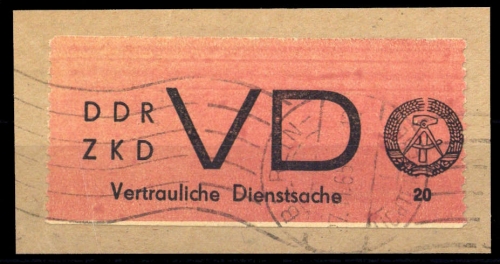 DDR
ZKD
VD
Vertrauliche Dienstsache
20